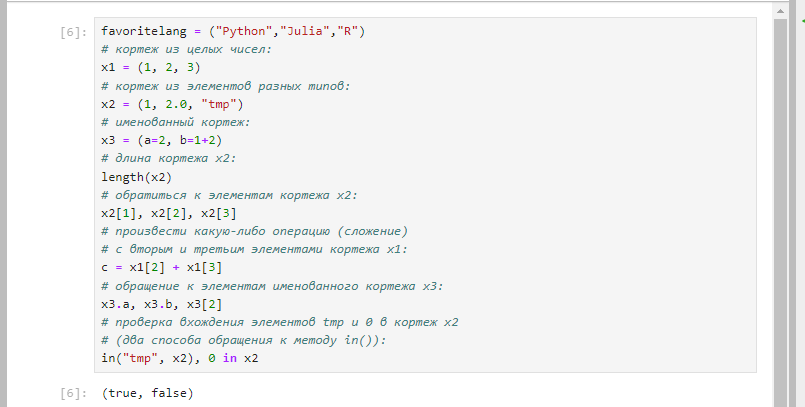 [6]: favoritelang = ("Python","Julia","R")
# кортеж из целых чисел:
x1 = (1, 2, 3)
# кортеж из элементов разных типов:
x2 = (1, 2.0, "tmp")
# именованный кортеж:
x3 = (a=2, b=1+2)
# длина кортежа x2:
length(x2)
# обратиться к элементам кортежа x2:
x2[1], x2[2], x2[3]
# произвести какую-либо операцию (сложение)
# с вторым и третьим элементами кортежа x1:
c = x1[2] + x1[3]
# обращение к элементам именованного кортежа x3:
x3.a, x3.b, x3[2]
# проверка вхождения элементов tmp и 0 в кортеж x2
# (два способа обращения к методу in()):
in("tmp", x2), 0 in x2
[6]: (true, false)